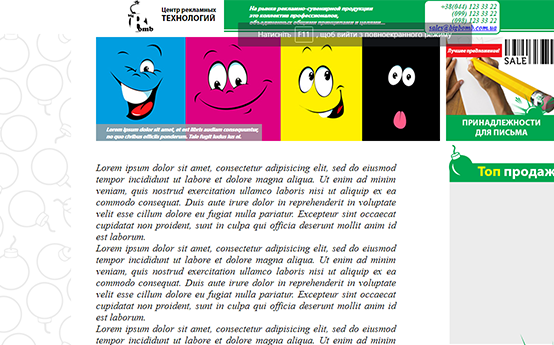 Центр рекламных
ТЕХНОЛОГИЙ
bmb
На рынке рекламно-сувенирной продукции
это коллектив профессионалов,
объединенных общими принципами и целями...
+38(044) 123 33 22
(099) 123 33 22
(093) 123 33 22
sales@bigbomb.com.ua
Натисніть F11, щоб вийти з повноекранного режиму
Лучшее предложение!
SALE
ПРИНАДЛЕЖНОСТИ
ДЛЯ ПИСЬМА
Lorem ipsum dolor sit amet, et est libris audiam consequuntur,
no quo civibus officiis ponderum. Tale fugit ludus ius ei.
Топ продаж
Lorem ipsum dolor sit amet, consectetur adipisicing elit, sed do eiusmod
tempor incididunt ut labore et dolore magna aliqua. Ut enim ad minim
veniam, quis nostrud exercitation ullamco laboris nisi ut aliquip ex ea
commodo consequat. Duis aute irure dolor in reprehenderit in voluptate
velit esse cillum dolore eu fugiat nulla pariatur. Excepteur sint occaecat
cupidatat non proident, sunt in culpa qui officia deserunt mollit anim id
est laborum.
Lorem ipsum dolor sit amet, consectetur adipisicing elit, sed do eiusmod
tempor incididunt ut labore et dolore magna aliqua. Ut enim ad minim
veniam, quis nostrud exercitation ullamco laboris nisi ut aliquip ex ea
commodo consequat. Duis aute irure dolor in reprehenderit in voluptate
velit esse cillum dolore eu fugiat nulla pariatur. Excepteur sint occaecat
cupidatat non proident, sunt in culpa qui officia deserunt mollit anim id
est laborum.
Lorem ipsum dolor sit amet, consectetur adipisicing elit, sed do eiusmod
tempor incididunt ut labore et dolore magna aliqua. Ut enim ad minim